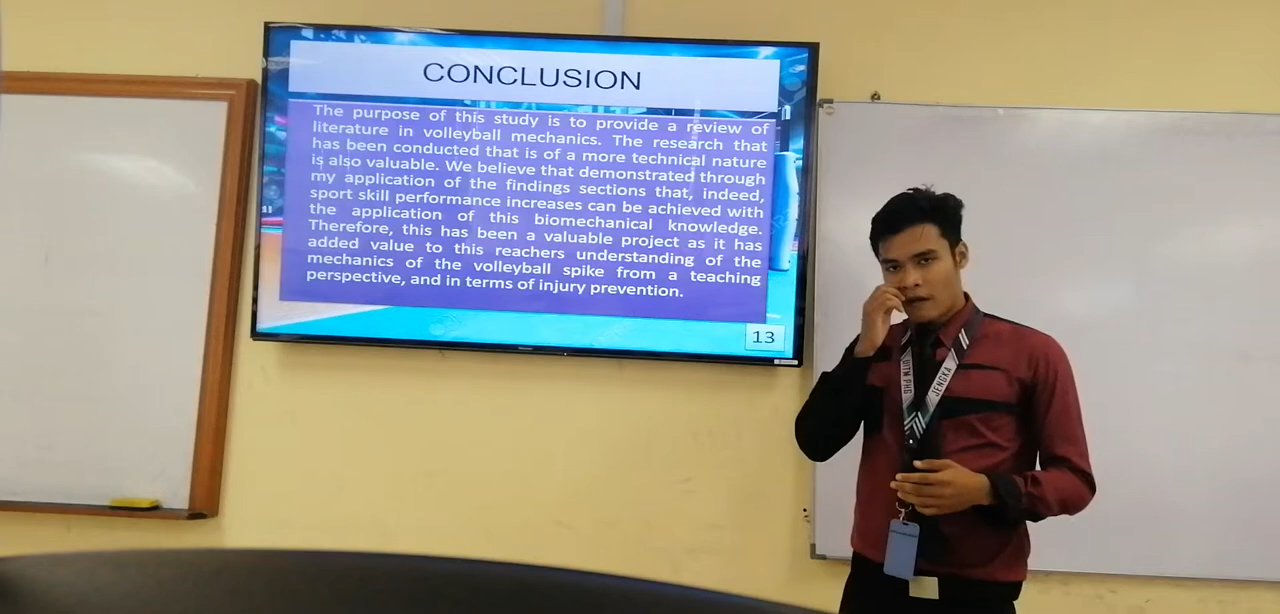 CONCLUSION
The purpose of this study is to provide a review of
literature in volleyball mechanics. The research that
has been conducted that is of a more technical nature
is also valuable. We believe that demonstrated through
my application of the findings sections that, indeed,
sport skill performance increases can be achieved with
the application of this biomechanical knowledge.
Therefore, this has been a valuable project as it has
added value to this reachers understanding of the
mechanics of the volleyball spike from a teaching
perspective, and in terms of injury prevention.
13
UITM PHG
JENGKA